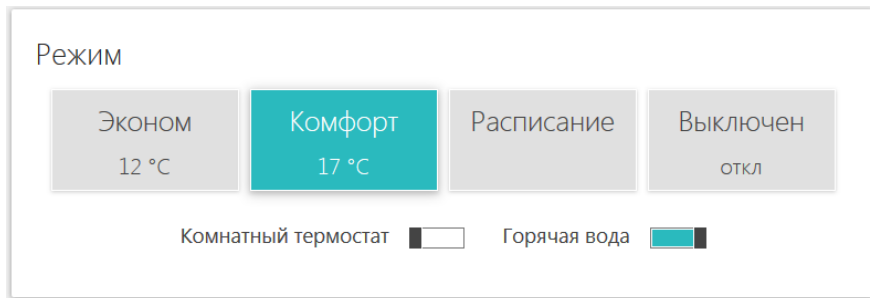 Режим
Эконом Комфорт Расписание Выключен
12 °C 17 °C откл
Комнатный термостат Горячая вода